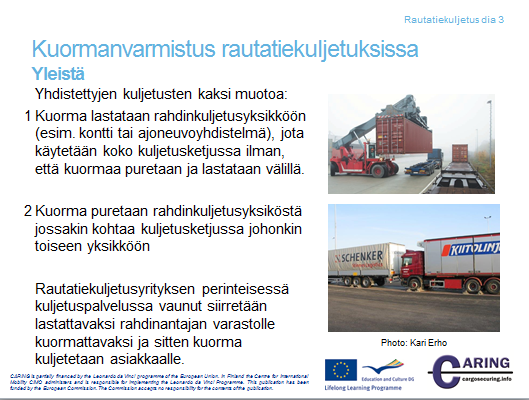 Rautatiekuljetus dia 3
Kuormanvarmistus rautatiekuljetuksissa
Yleistä
Yhdistettyjen kuljetusten kaksi muotoa:
1 Kuorma lastataan rahdinkuljetusyksikköön
(esim. kontti tai ajoneuvoyhdistelmä), jota
käytetään koko kuljetusketjussa ilman,
että kuormaa puretaan ja lastataan välillä.
2 Kuorma puretaan rahdinkuljetusyksiköstä
jossakin kohtaa kuljetusketjussa johonkin
toiseen yksikköön
Rautatiekuljetusyrityksen perinteisessä
kuljetuspalvelussa vaunut siirretään
lastattavaksi rahdinantajan varastolle
kuormattavaksi ja sitten kuorma
kuljetetaan asiakkaalle.
SCHENKER
KIITOLINJA
Photo: Kari Erho
CARING is partially financed by the Leonardo da Vinci programme of the European Union. In Finland the Centre for International
Mobility CIMO administers and is responsible for implementing the Leonardo da Vinci Programme. This publication has been
funded by the European Commission. The Commission accepts no responsibility for the contents of the publication.
Education and Culture DG
Lifelong Learning Programme
CARING
cargosecuring.info